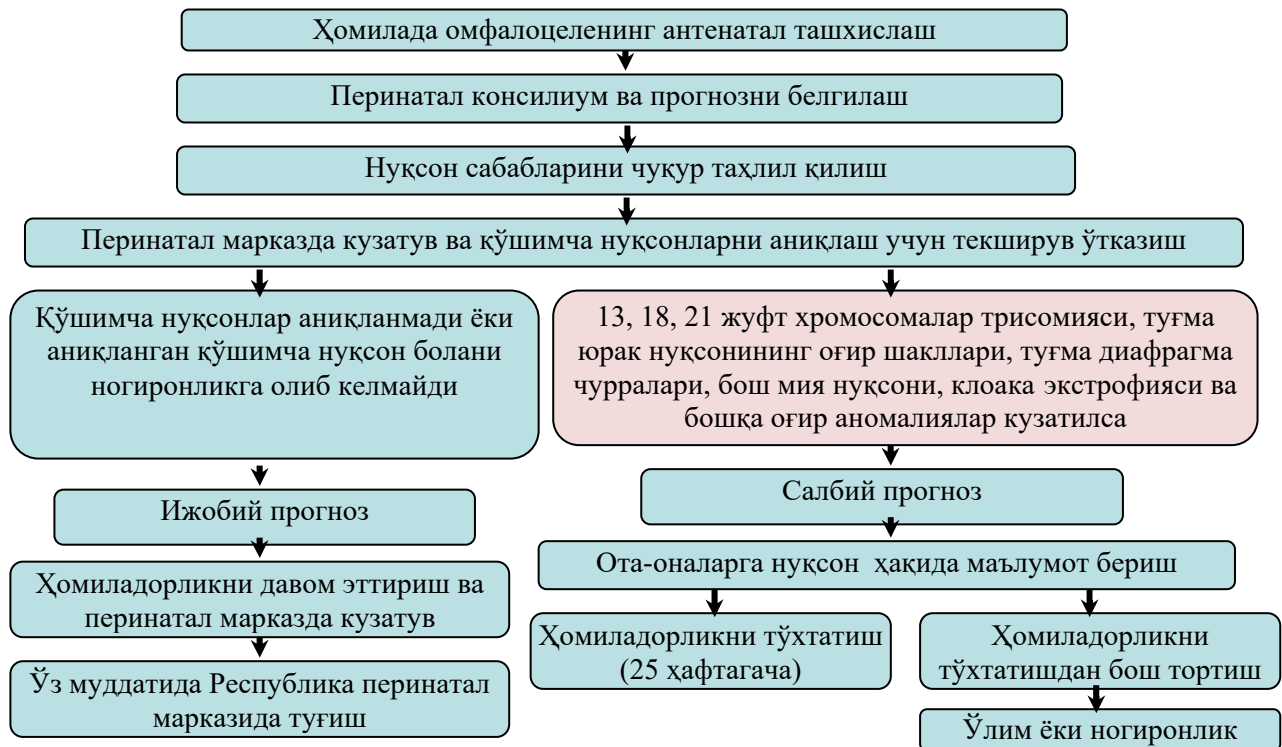 Ҳомилада омфалоцеленинг антенатал ташхислаш
Перинатал консилиум ва прогнозни белгилаш
Нуқсон сабабларини чуқур таҳлил қилиш
Перинатал марказда кузатув ва қўшимча нуқсонларни аниқлаш учун текширув ўтказиш
Қўшимча нуқсонлар аниқланмади ёки
аниқланган қўшимча нуқсон болани
ногиронликга олиб келмайди
13, 18, 21 жуфт хромосомалар трисомияси, туғма
юрак нуқсонининг оғир шакллари, туғма диафрагма
чурралари, бош мия нуқсони, клоака экстрофияси ва
бошқа оғир аномалиялар кузатилса
Ижобий прогноз
Салбий прогноз
Ҳомиладорликни давом эттириш ва
перинатал марказда кузатув
Ўз муддатида Республика перинатал
марказида туғиш
Ота-оналарга нуқсон ҳақида маълумот бериш
Ҳомиладорликни тўхтатиш
(25 ҳафтагача)
Ҳомиладорликни
тўхтатишдан бош тортиш
Ўлим ёки ногиронлик